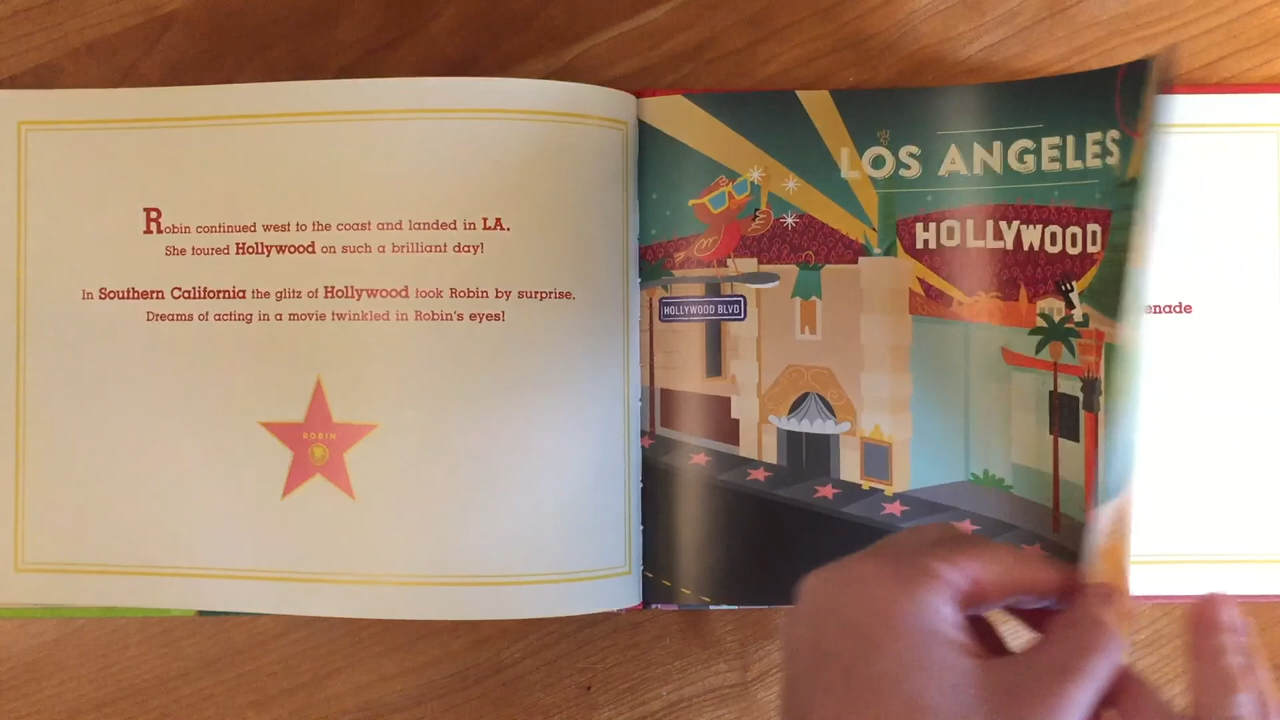 Robin continued west to the coast and landed in LA.
She toured Hollywood on such a brilliant day!
In Southern California the glitz of Hollywood took Robin by surprise.
Dreams of acting in a movie twinkled in Robin's eyes!
ROBIN
LOS ANGELES
HOLLYWOOD
HOLLYWOOD BLVD
enade